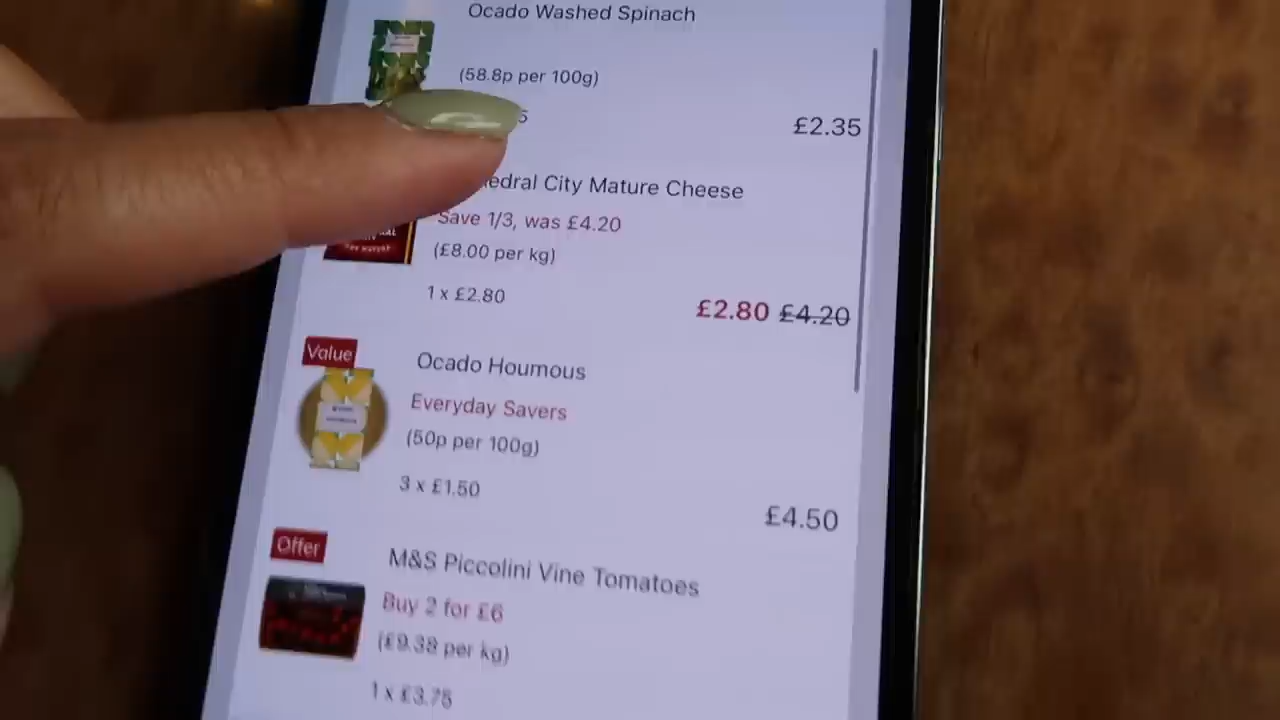 Ocado Washed Spinach
(58.8p per 100g)
5
£2.35
edral City Mature Cheese
Save 1/3, was £4.20
(£8.00 per kg)
1 x £2.80
£2.80 £4.20
Value
Ocado Houmous
Everyday Savers
(50p per 100g)
3 x £1.50
£4.50
Offer
M&S Piccolini Vine Tomatoes
Buy 2 for £6
(£9.38 per kg)
1 x £3.75